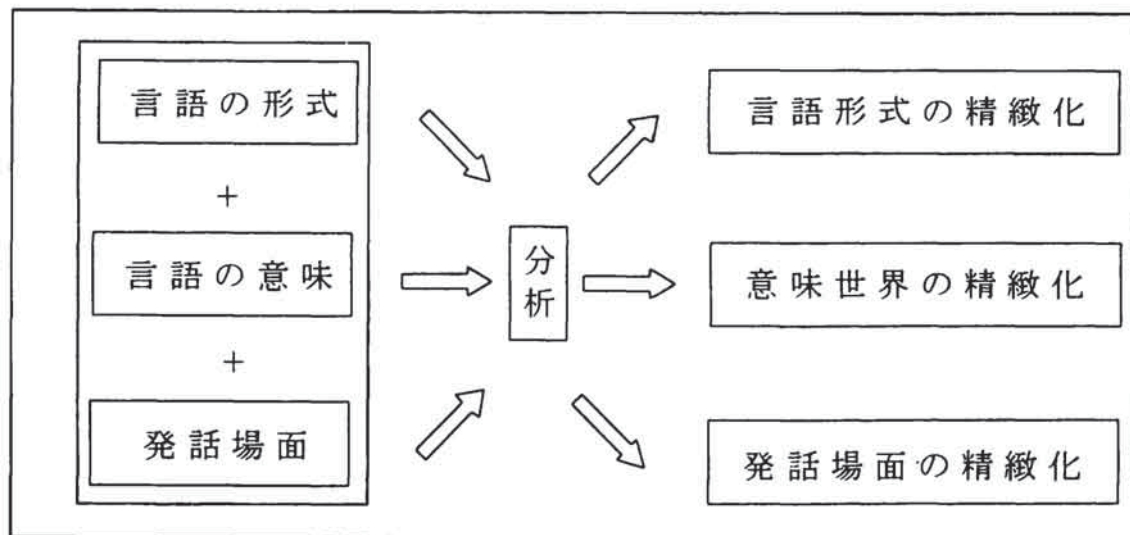 言語の形式
+
言語の意味
+
発話場面
分析
言語形式の精緻化
意味世界の精緻化
発話場面の精緻化